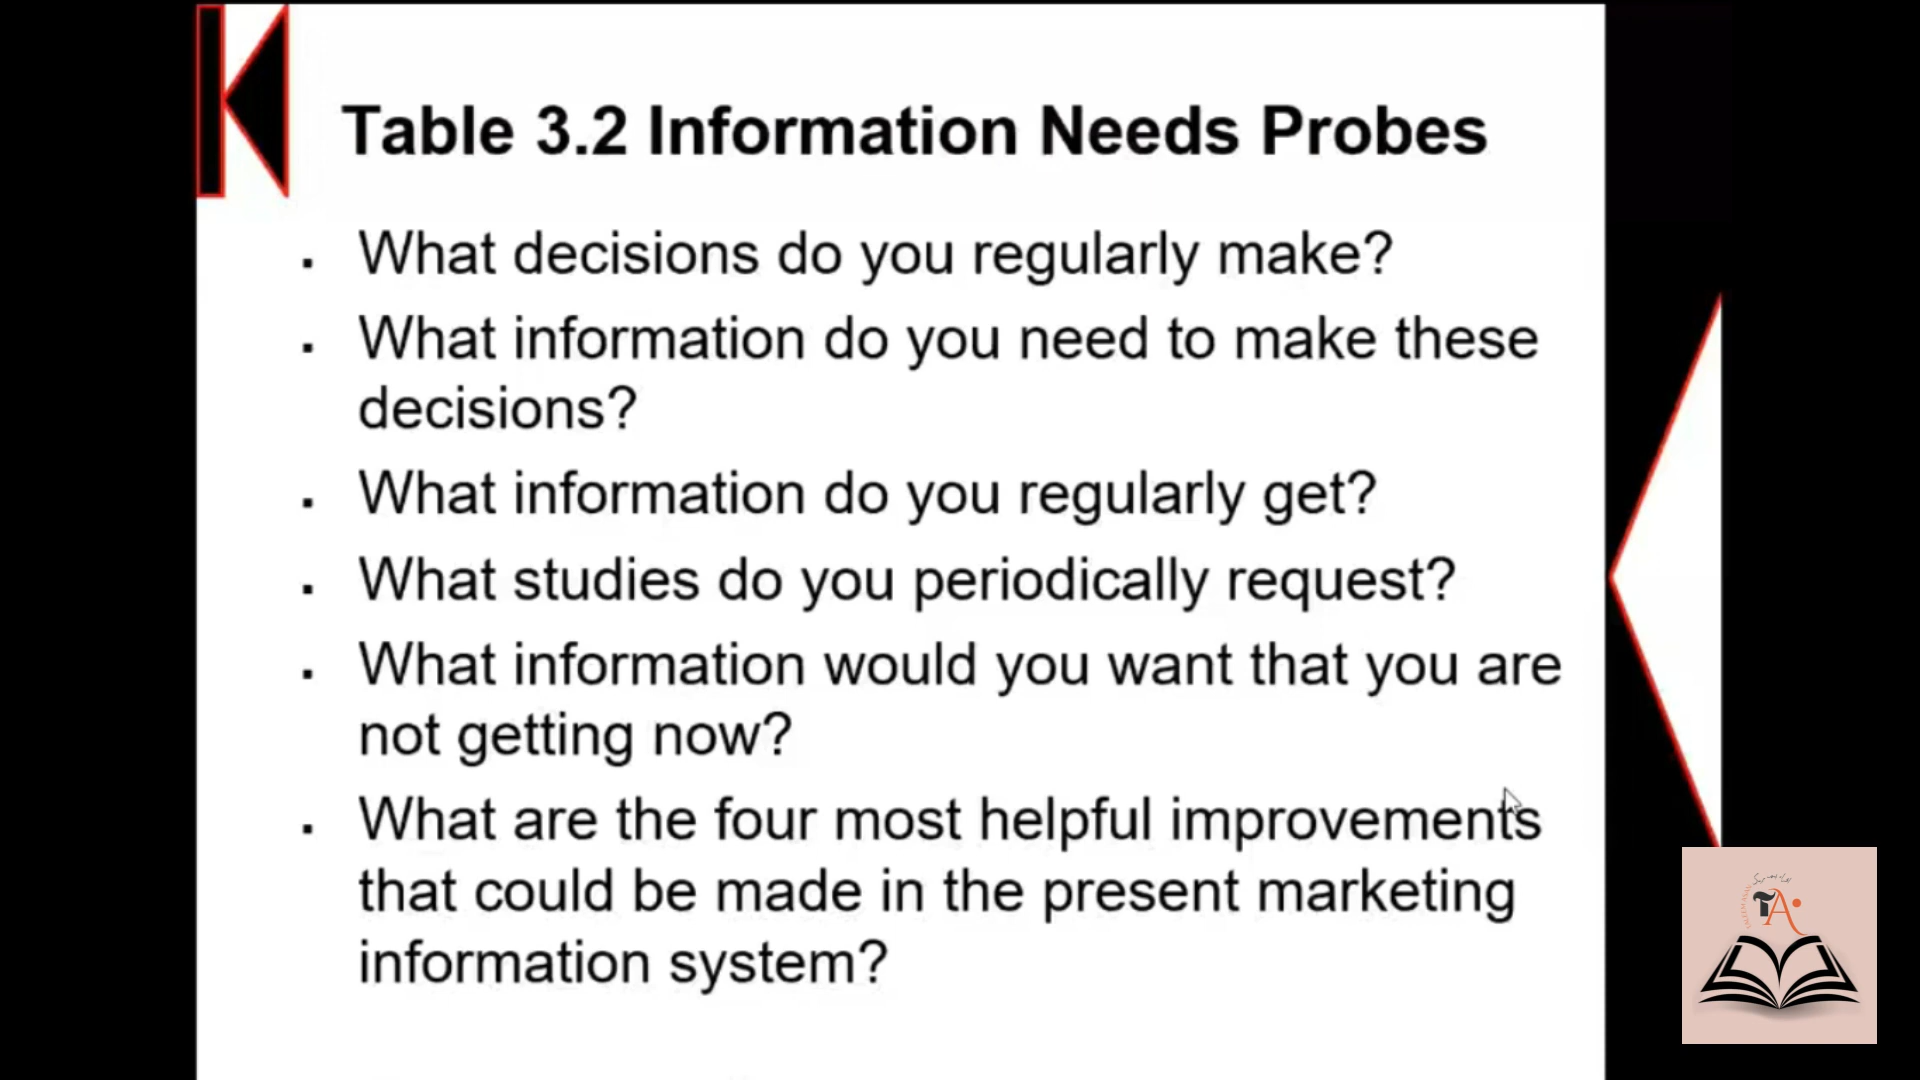 Table 3.2 Information Needs Probes
▪ What decisions do you regularly make?
▪ What information do you need to make these
decisions?
▪ What information do you regularly get?
▪ What studies do you periodically request?
▪ What information would you want that you are
not getting now?
▪ What are the four most helpful improvements
that could be made in the present marketing
information system?
TA